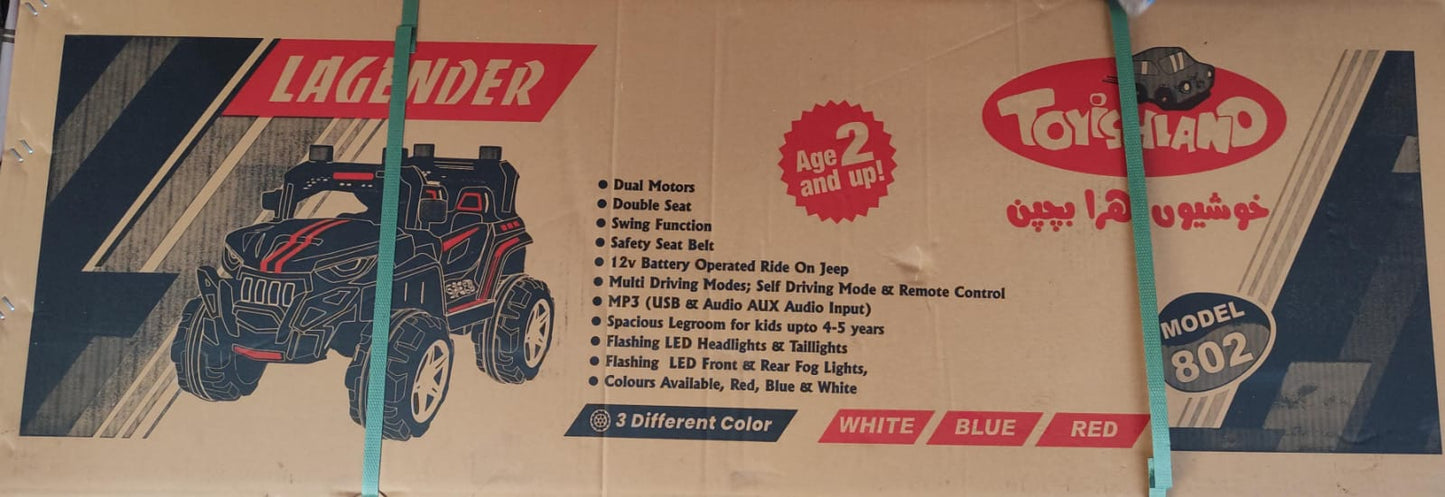 LAGENDER
Dual Motors
Double Seat
Swing Function
Safety Seat Belt
12v Battery Operated Ride On Jeep
Multi Driving Modes; Self Driving Mode & Remote Control
MP3 (USB & Audio AUX Audio Input)
Spacious Legroom for kids upto 4-5 years
Flashing LED Headlights & Taillights
Flashing LED Front & Rear Fog Lights,
Colours Available, Red, Blue & White
3 Different Color
WHITE BLUE RED
Age 2
and up!
TOYISHLAND
خوشیوں بھرا بچپن
MODEL
802